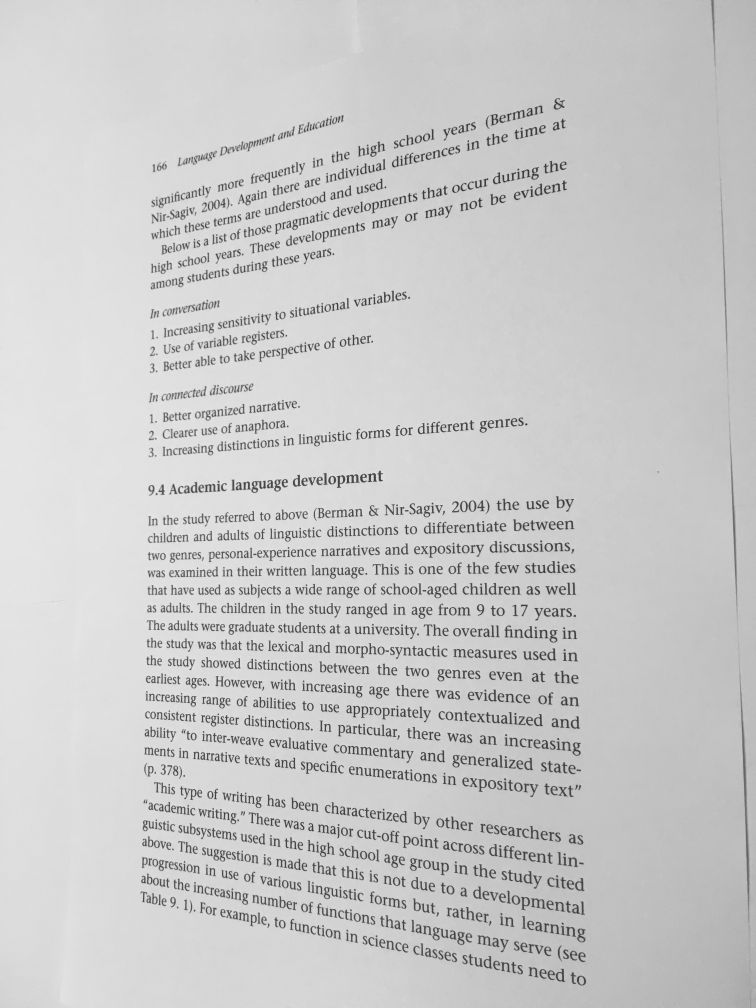 166 Language Development and Education
significantly more frequently in the high school years (Berman &
Nir-Sagiv, 2004). Again there are individual differences in the time at
which these terms are understood and used.
Below is a list of those pragmatic developments that occur during the
high school years. These developments may or may not be evident
among students during these years.
In conversation
1. Increasing sensitivity to situational variables.
2. Use of variable registers.
3. Better able to take perspective of other.
In connected discourse
1. Better organized narrative.
2. Clearer use of anaphora.
3. Increasing distinctions in linguistic forms for different genres.
9.4 Academic language development
In the study referred to above (Berman & Nir-Sagiv, 2004) the use by
children and adults of linguistic distinctions to differentiate between
two genres, personal-experience narratives and expository discussions,
was examined in their written language. This is one of the few studies
that have used as subjects a wide range of school-aged children as well
as adults. The children in the study ranged in age from 9 to 17 years.
The adults were graduate students at a university. The overall finding in
the study was that the lexical and morpho-syntactic measures used in
the study showed distinctions between the two genres even at the
earliest ages. However, with increasing age there was evidence of an
increasing range of abilities to use appropriately contextualized and
consistent register distinctions. In particular, there was an increasing
ability "to inter-weave evaluative commentary and generalized state-
ments in narrative texts and specific enumerations in expository text"
(p. 378).
This type of writing has been characterized by other researchers as
"academic writing." There was a major cut-off point across different lin-
guistic subsystems used in the high school age group in the study cited
above. The suggestion is made that this is not due to a developmental
progression in use of various linguistic forms but, rather, in learning
about the increasing number of functions that language may serve (see
Table 9. 1). For example, to function in science classes students need to